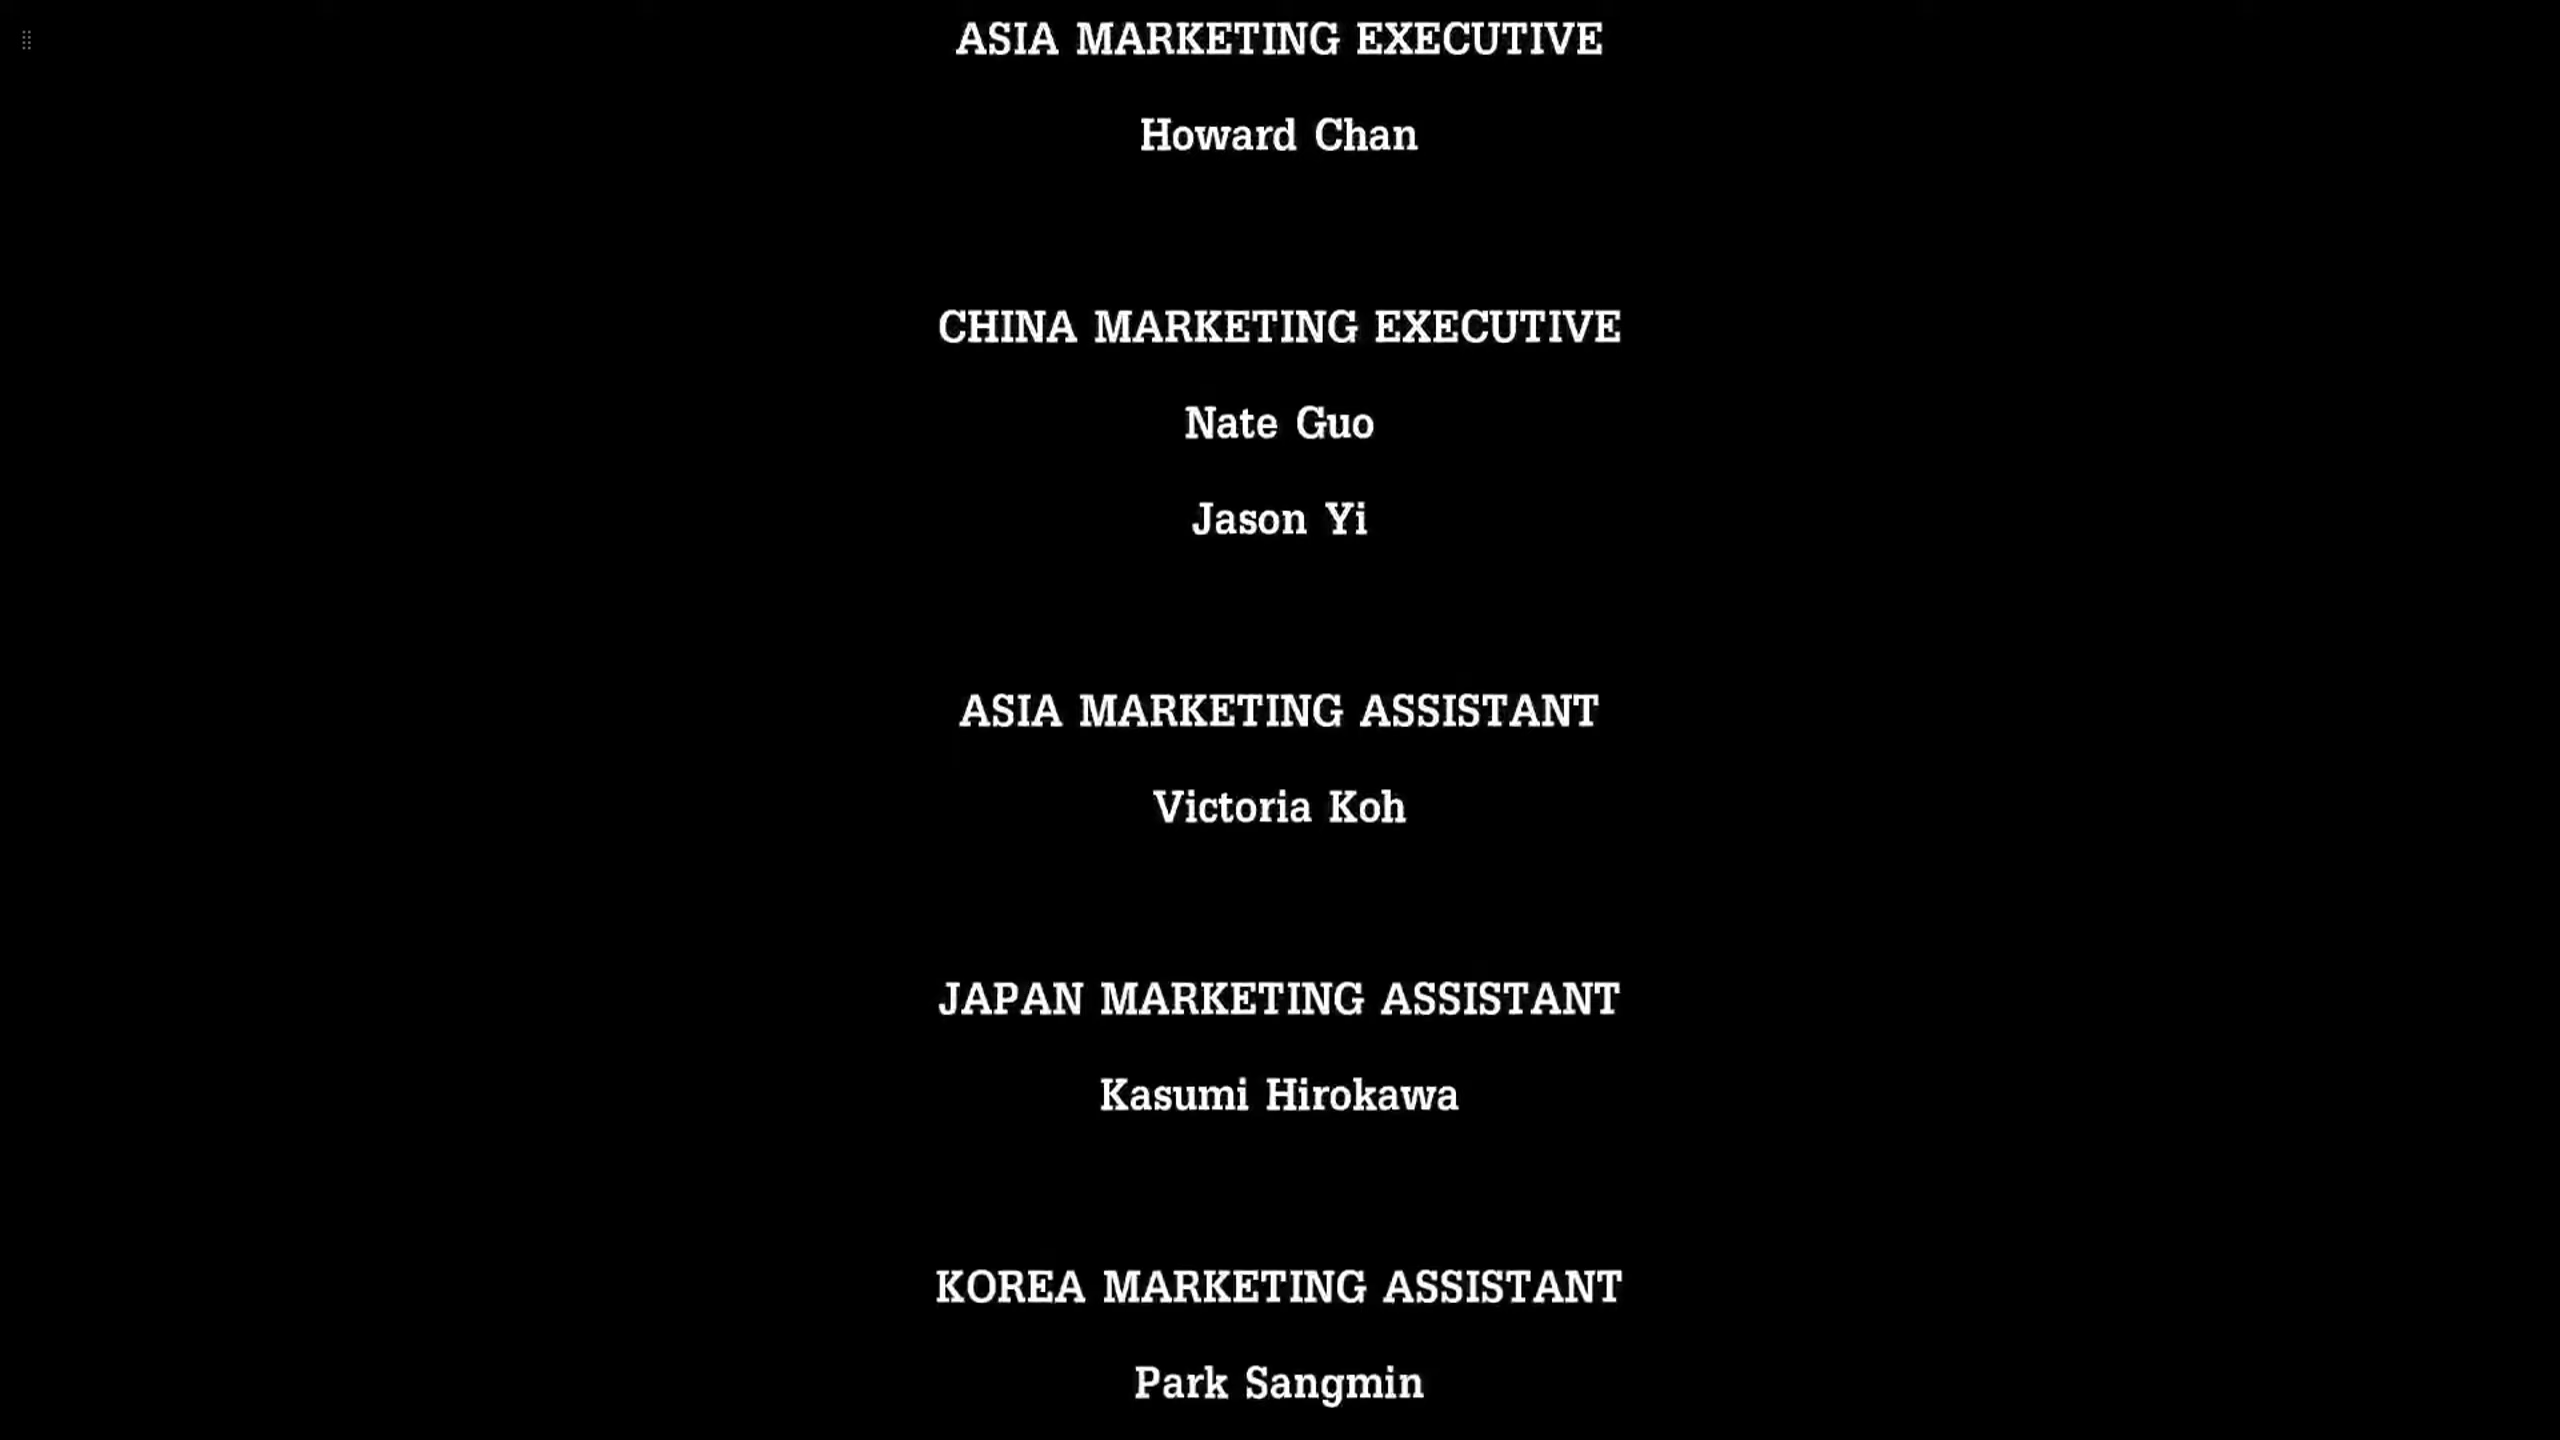 ASIA MARKETING EXECUTIVE
Howard Chan
CHINA MARKETING EXECUTIVE
Nate Guo
Jason Yi
ASIA MARKETING ASSISTANT
Victoria Koh
JAPAN MARKETING ASSISTANT
Kasumi Hirokawa
KOREA MARKETING ASSISTANT
Park Sangmin